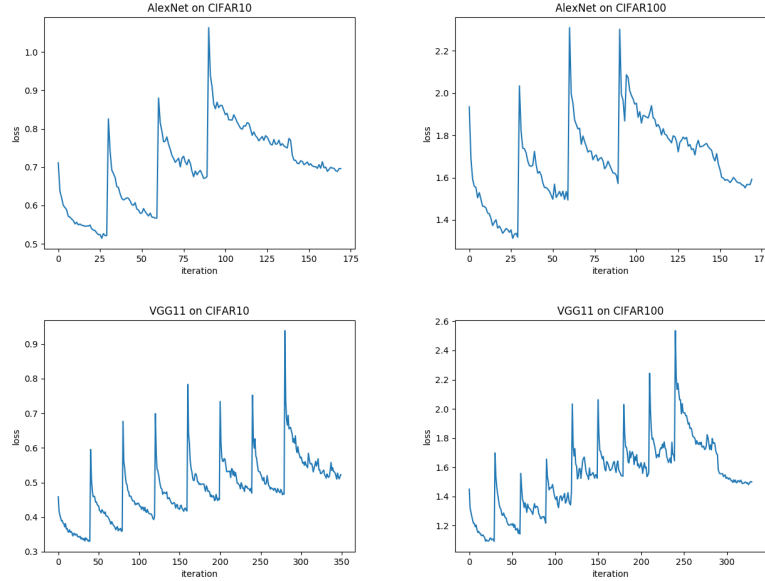 AlexNet on CIFAR10
1.0
0.9
0.8
0.7
0.6
0.5
loss
0 25 50 75 100 125 150 175
iteration
AlexNet on CIFAR100
2.2
2.0
1.8
1.6
1.4
loss
0 25 50 75 100 125 150 17
iteration
VGG11 on CIFAR10
0.9
0.8
0.7
0.6
0.5
0.4
0.3
loss
0 50 100 150 200 250 300 350
iteration
VGG11 on CIFAR100
2.6
2.4
2.2
2.0
1.8
1.6
1.4
1.2
loss
0 50 100 150 200 250 300
iteration